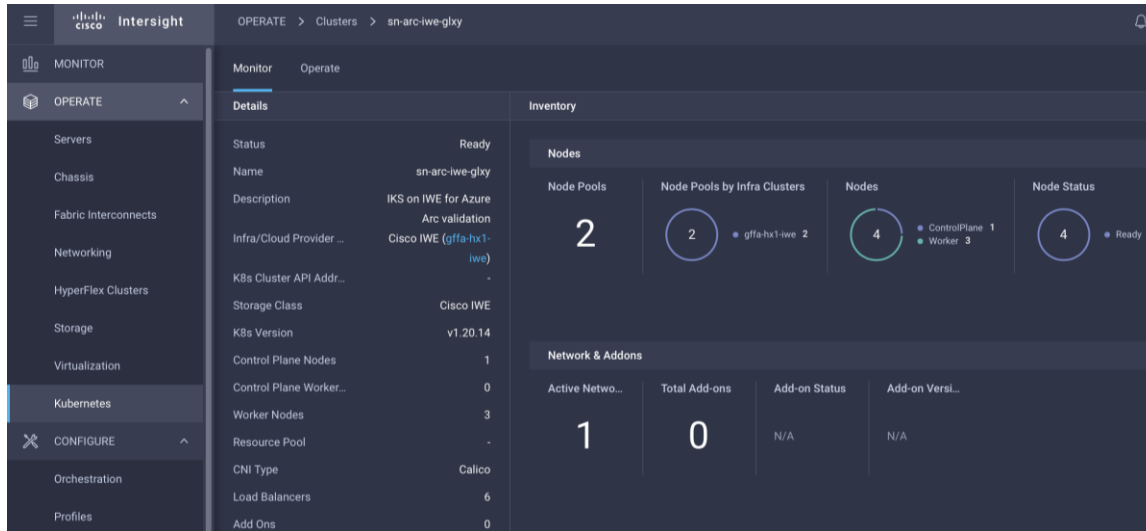 cisco Intersight
OPERATE > Clusters > sn-arc-iwe-glxy
MONITOR
OPERATE
Servers
Chassis
Fabric Interconnects
Networking
HyperFlex Clusters
Storage
Virtualization
Kubernetes
CONFIGURE
Orchestration
Profiles
Monitor Operate
Details
Status Ready
Name sn-arc-iwe-glxy
Description IKS on IWE for Azure
Arc validation
Infra/Cloud Provider ... Cisco IWE (gffa-hx1-
iwe)
K8s Cluster API Addr... -
Storage Class Cisco IWE
K8s Version v1.20.14
Control Plane Nodes 1
Control Plane Worker... 0
Worker Nodes 3
Resource Pool -
CNI Type Calico
Load Balancers 6
Add Ons 0
Inventory
Nodes
Node Pools Node Pools by Infra Clusters Nodes Node Status
2 2 gffa-hx1-iwe 2 4 ControlPlane 1 4 Ready
Worker 3
Network & Addons
Active Netwo... Total Add-ons Add-on Status Add-on Versi...
1 0 N/A N/A